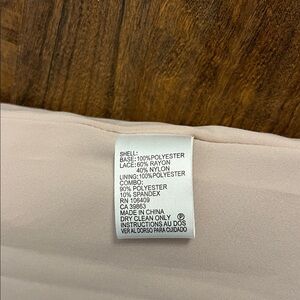 SHELL:
BASE:100%POLYESTER
LACE:60% RAYON
40% NYLON
LINING:100%POLYESTER
COMBO:
90% POLYESTER
10% SPANDEX
RN 106409
CA 39863
MADE IN CHINA
DRY CLEAN ONLY P
INSTRUCTIONS AU DOS
VER AL DORSO PARA CUIDADO